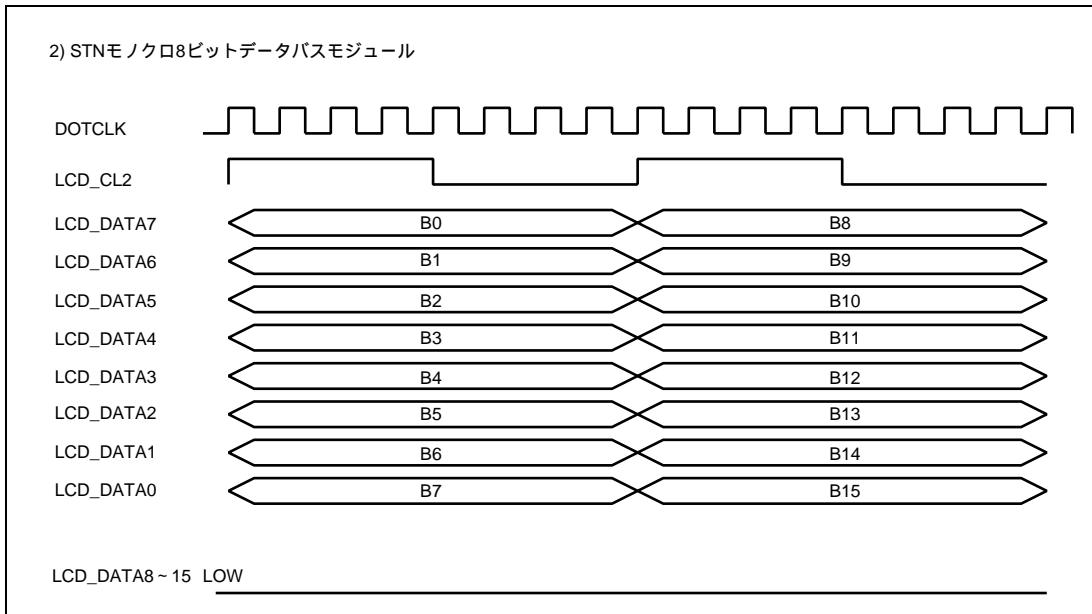 2) STNモノクロ8ビットデータバスモジュール
DOTCLK
LCD_CL2
LCD_DATA7 B0 B8
LCD_DATA6 B1 B9
LCD_DATA5 B2 B10
LCD_DATA4 B3 B11
LCD_DATA3 B4 B12
LCD_DATA2 B5 B13
LCD_DATA1 B6 B14
LCD_DATA0 B7 B15
LCD_DATA8~15 LOW